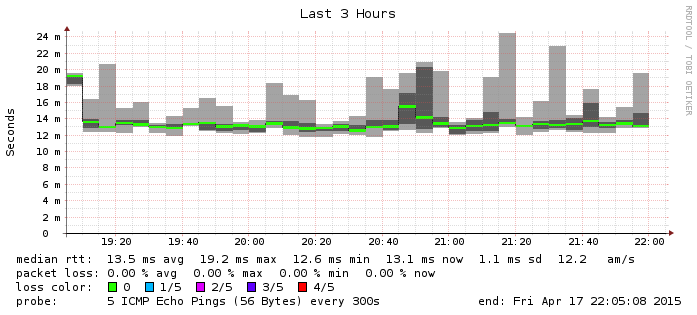 Last 3 Hours
RRDTOOL / TOBI OETIKER
Seconds
24 m
22 m
20 m
18 m
16 m
14 m
12 m
10 m
8 m
6 m
4 m
2 m
0
19:20 19:40 20:00 20:20 20:40 21:00 21:20 21:40 22:00
median rtt: 13.5 ms avg 19.2 ms max 12.6 ms min 13.1 ms now 1.1 ms sd 12.2 am/s
packet loss: 0.00 % avg 0.00 % max 0.00 % min 0.00 % now
loss color: 0 1/5 2/5 3/5 4/5
probe: 5 ICMP Echo Pings (56 Bytes) every 300s end: Fri Apr 17 22:05:08 2015